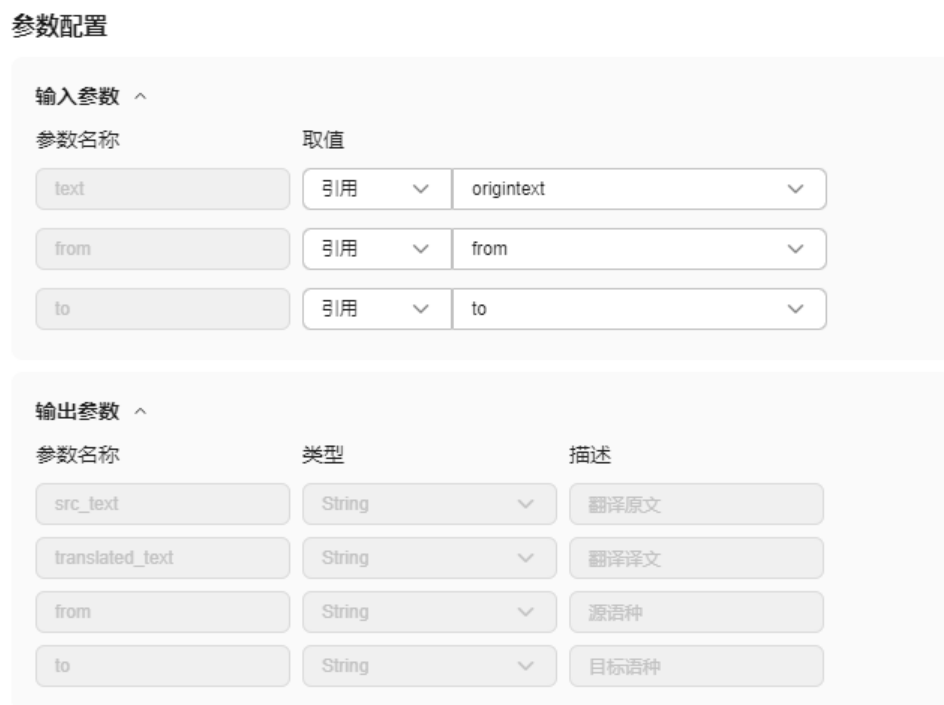 参数配置
输入参数
参数名称 取值
text 引用 origintext
from 引用 from
to 引用 to
输出参数
参数名称 类型 描述
src_text String 翻译原文
translated_text String 翻译译文
from String 源语种
to String 目标语种